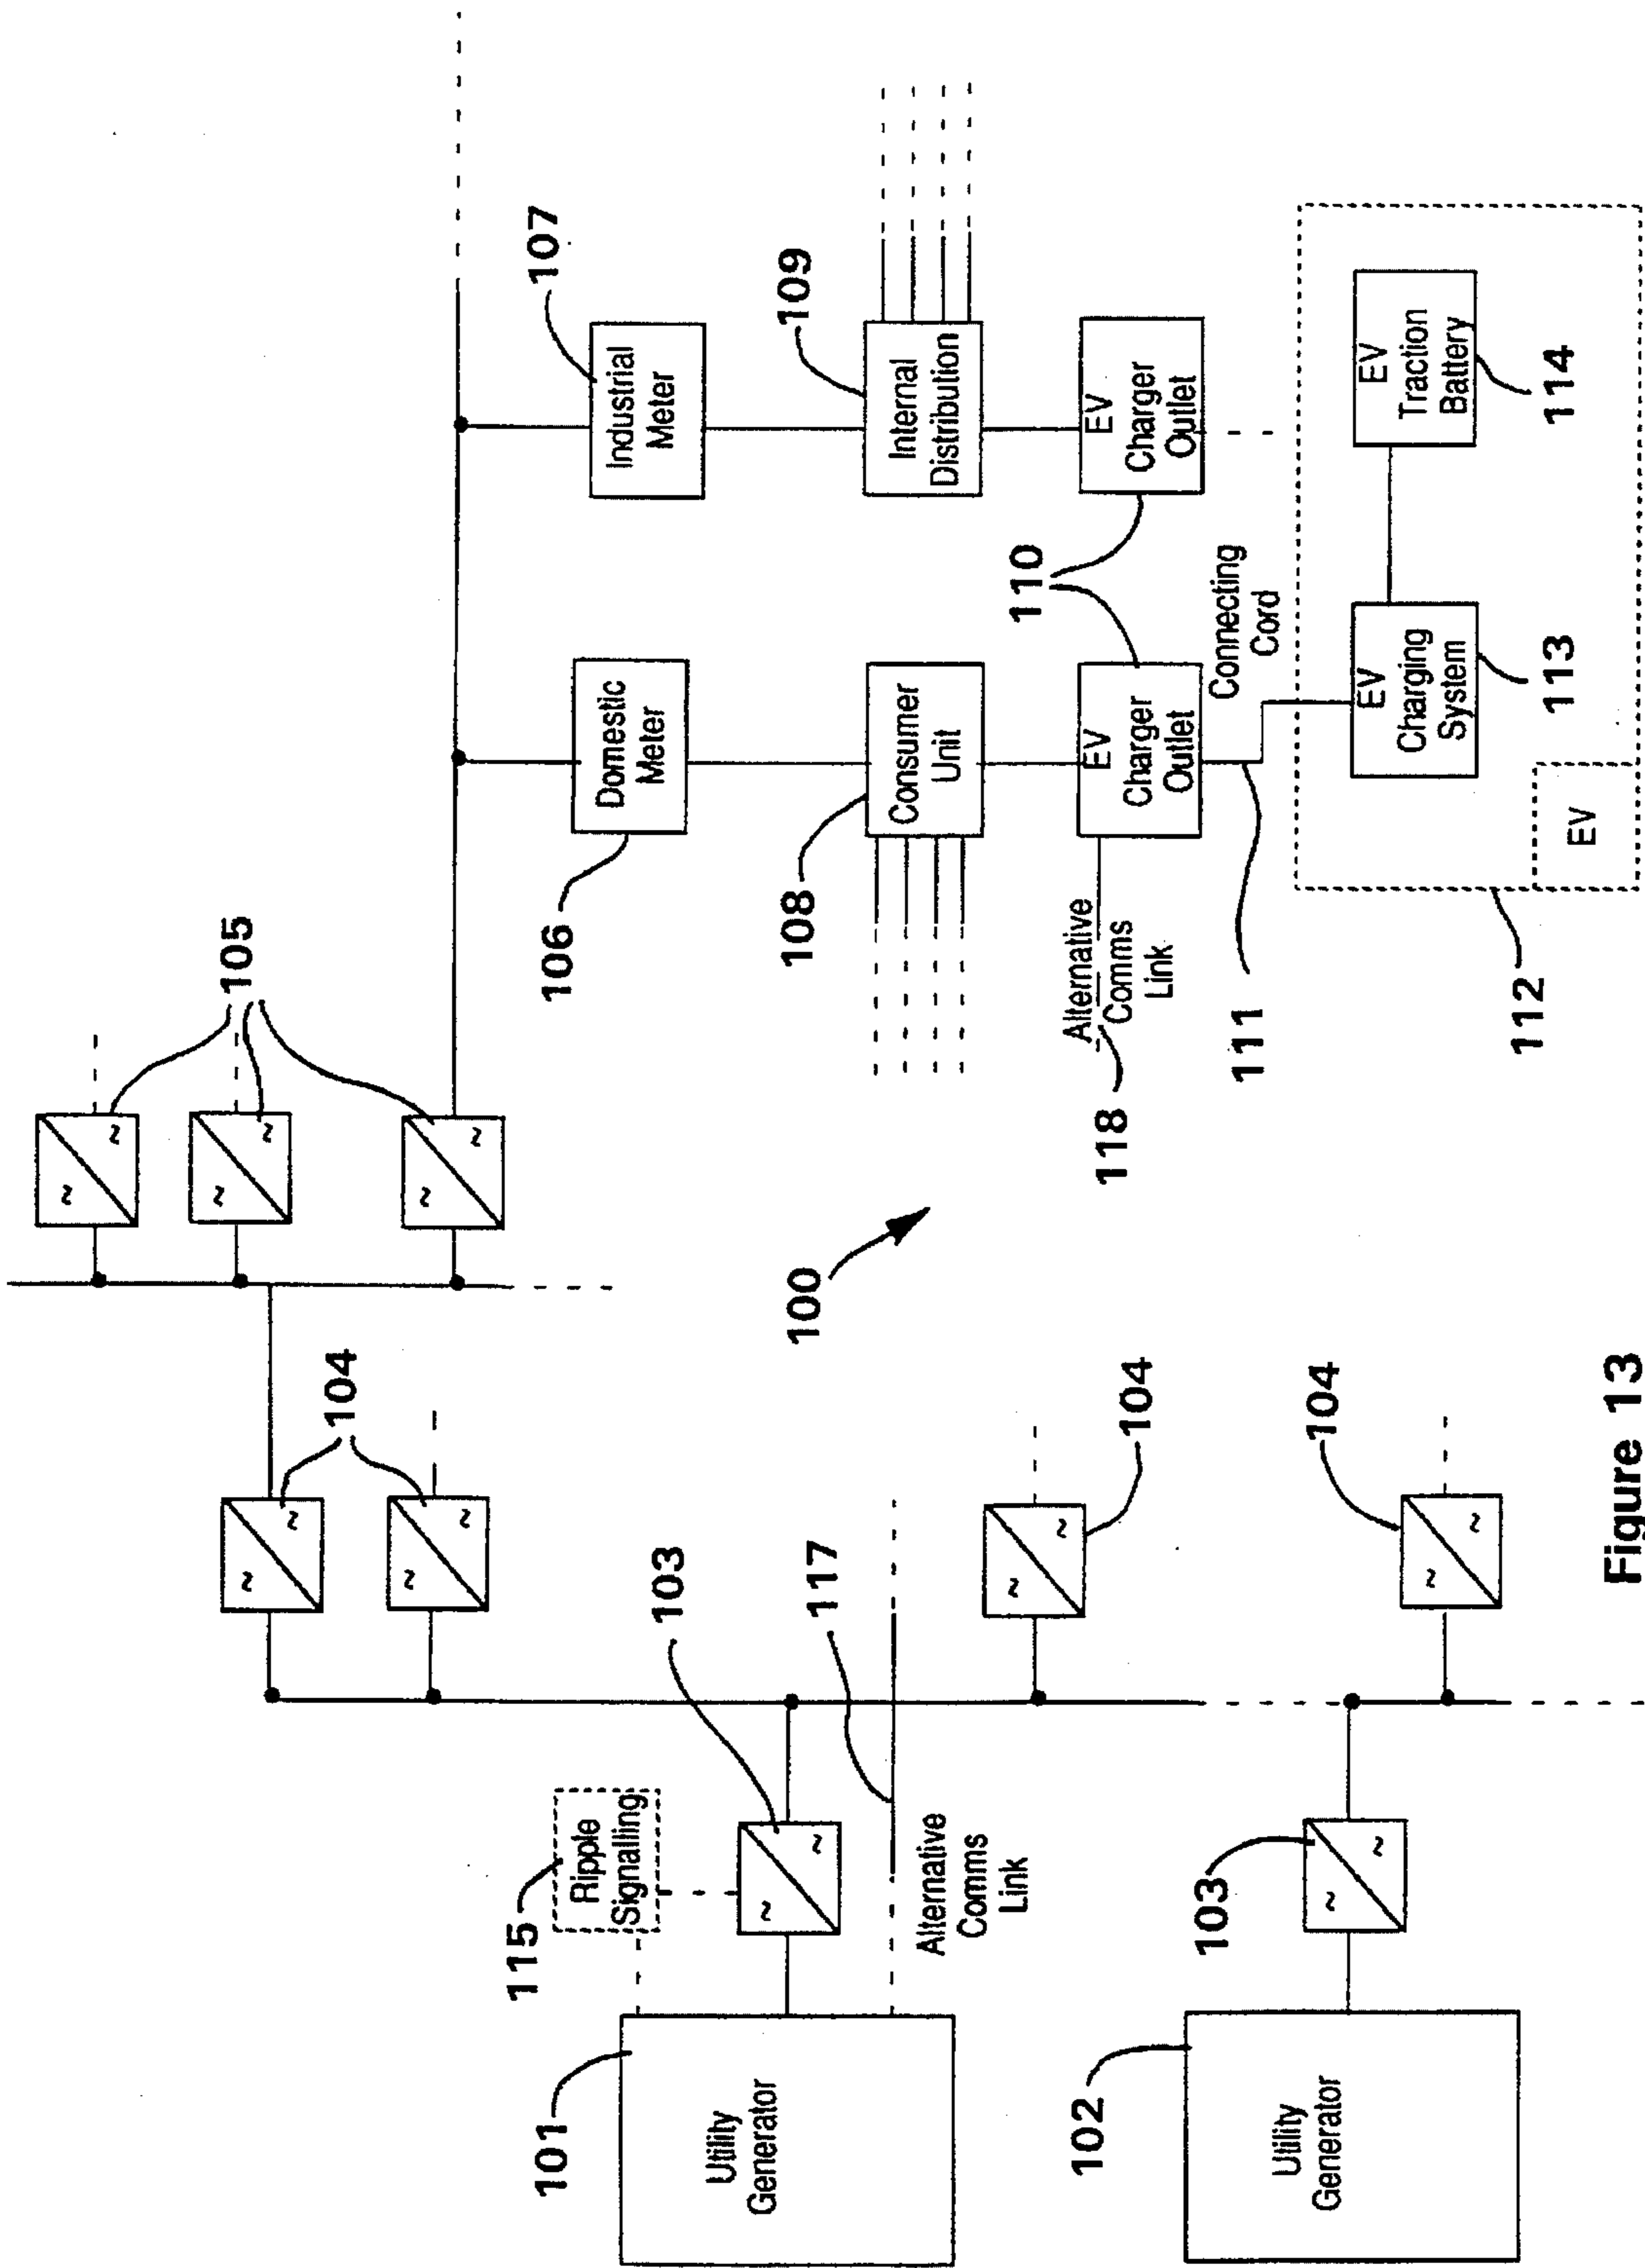 101
Utility
Generator
115
Ripple
Signalling
103
~
~
Alternative
Comms
Link
117
102
Utility
Generator
103
~
~
104
~
~
~
~
104
~
~
104
~
~
105
~
~
~
~
~
~
100
106
Domestic
Meter
107
Industrial
Meter
108
Consumer
Unit
109
Internal
Distribution
118
Alternative
Comms
Link
EV
Charger
Outlet
110
EV
Charger
Outlet
111
Connecting
Cord
112
EV
EV
Charging
System
113
EV
Traction
Battery
114
Figure 13